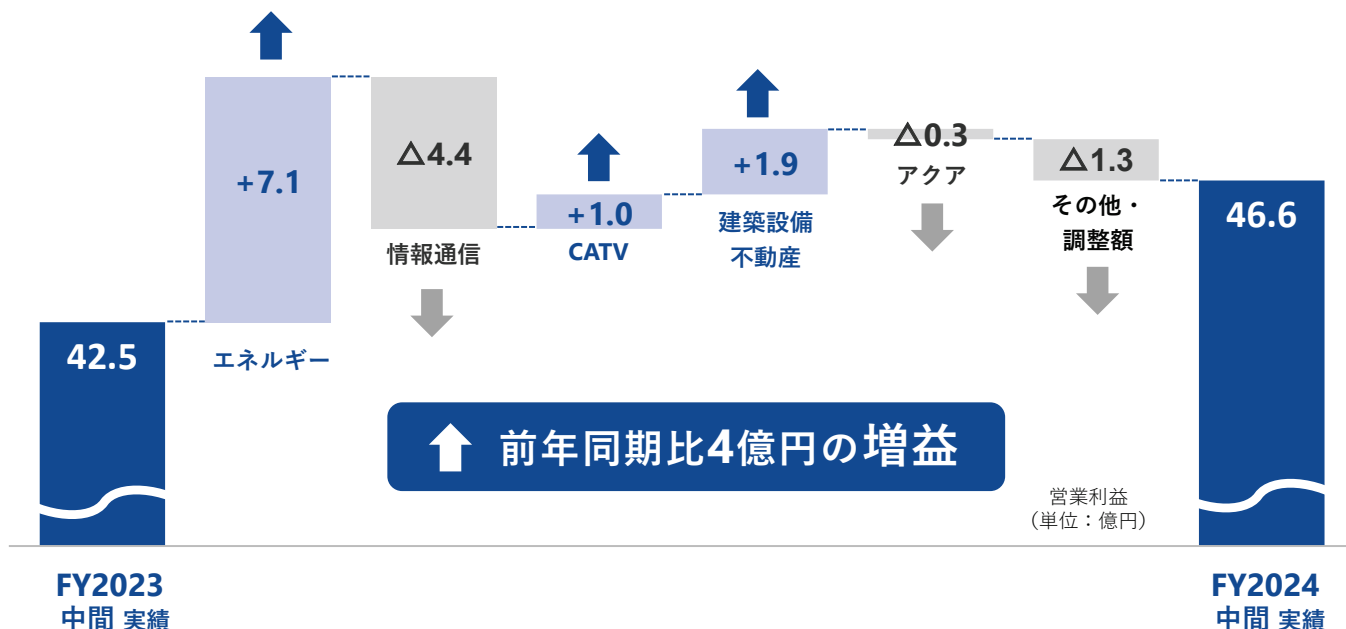 42.5
+7.1
エネルギー
△4.4
情報通信
+1.0
CATV
+1.9
建築設備
不動産
△0.3
アクア
△1.3
その他・
調整額
46.6
前年同期比4億円の増益
営業利益
（単位：億円）
FY2023
中間 実績
FY2024
中間 実績